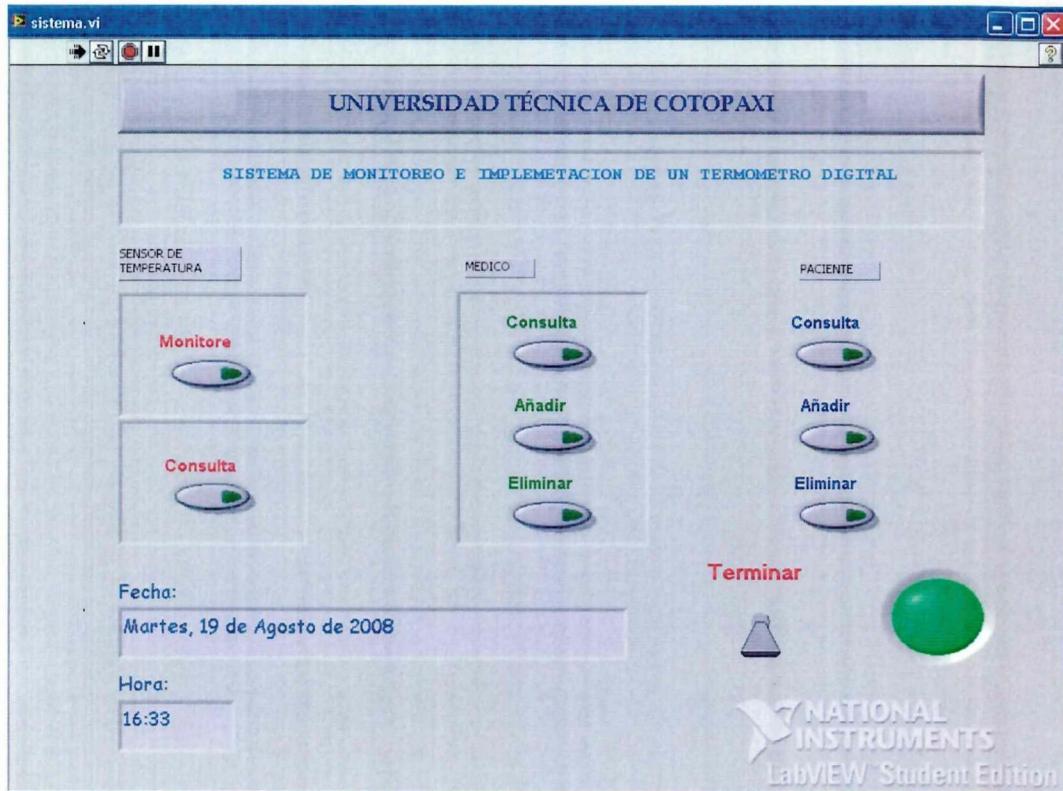 sistema.vi
UNIVERSIDAD TÉCNICA DE COTOPAXI
SISTEMA DE MONITOREO E IMPLEMETACION DE UN TERMOMETRO DIGITAL
SENSOR DE
TEMPERATURA
Monitore
Consulta
MEDICO
Consulta
Añadir
Eliminar
PACIENTE
Consulta
Añadir
Eliminar
Terminar
Fecha:
Martes, 19 de Agosto de 2008
Hora:
16:33
NATIONAL
INSTRUMENTS
LabVIEW Student Edition